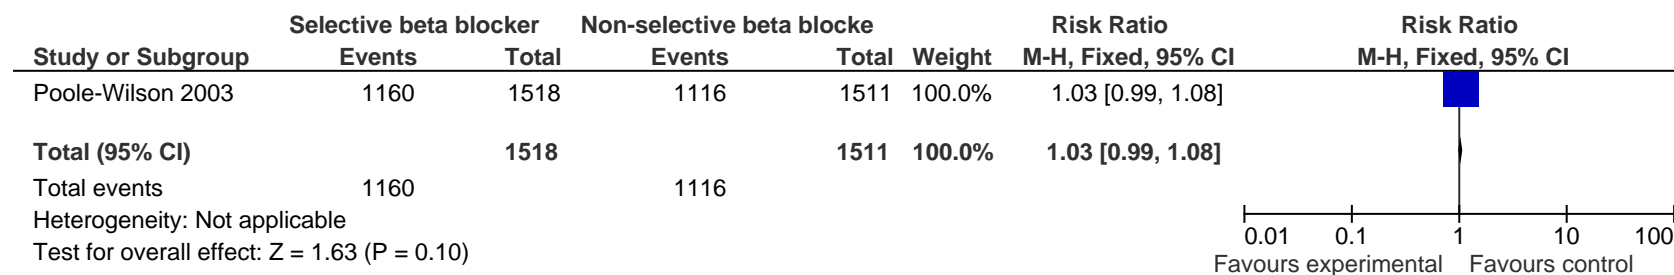 Selective beta blocker Non-selective beta blocke Risk Ratio Risk Ratio
Study or Subgroup Events Total Events Total Weight M-H, Fixed, 95% CI M-H, Fixed, 95% CI
Poole-Wilson 2003 1160 1518 1116 1511 100.0% 1.03 [0.99, 1.08]
Total (95% CI) 1518 1511 100.0% 1.03 [0.99, 1.08]
Total events 1160 1116
Heterogeneity: Not applicable
Test for overall effect: Z = 1.63 (P = 0.10)
0.01 0.1 1 10 100
Favours experimental Favours control